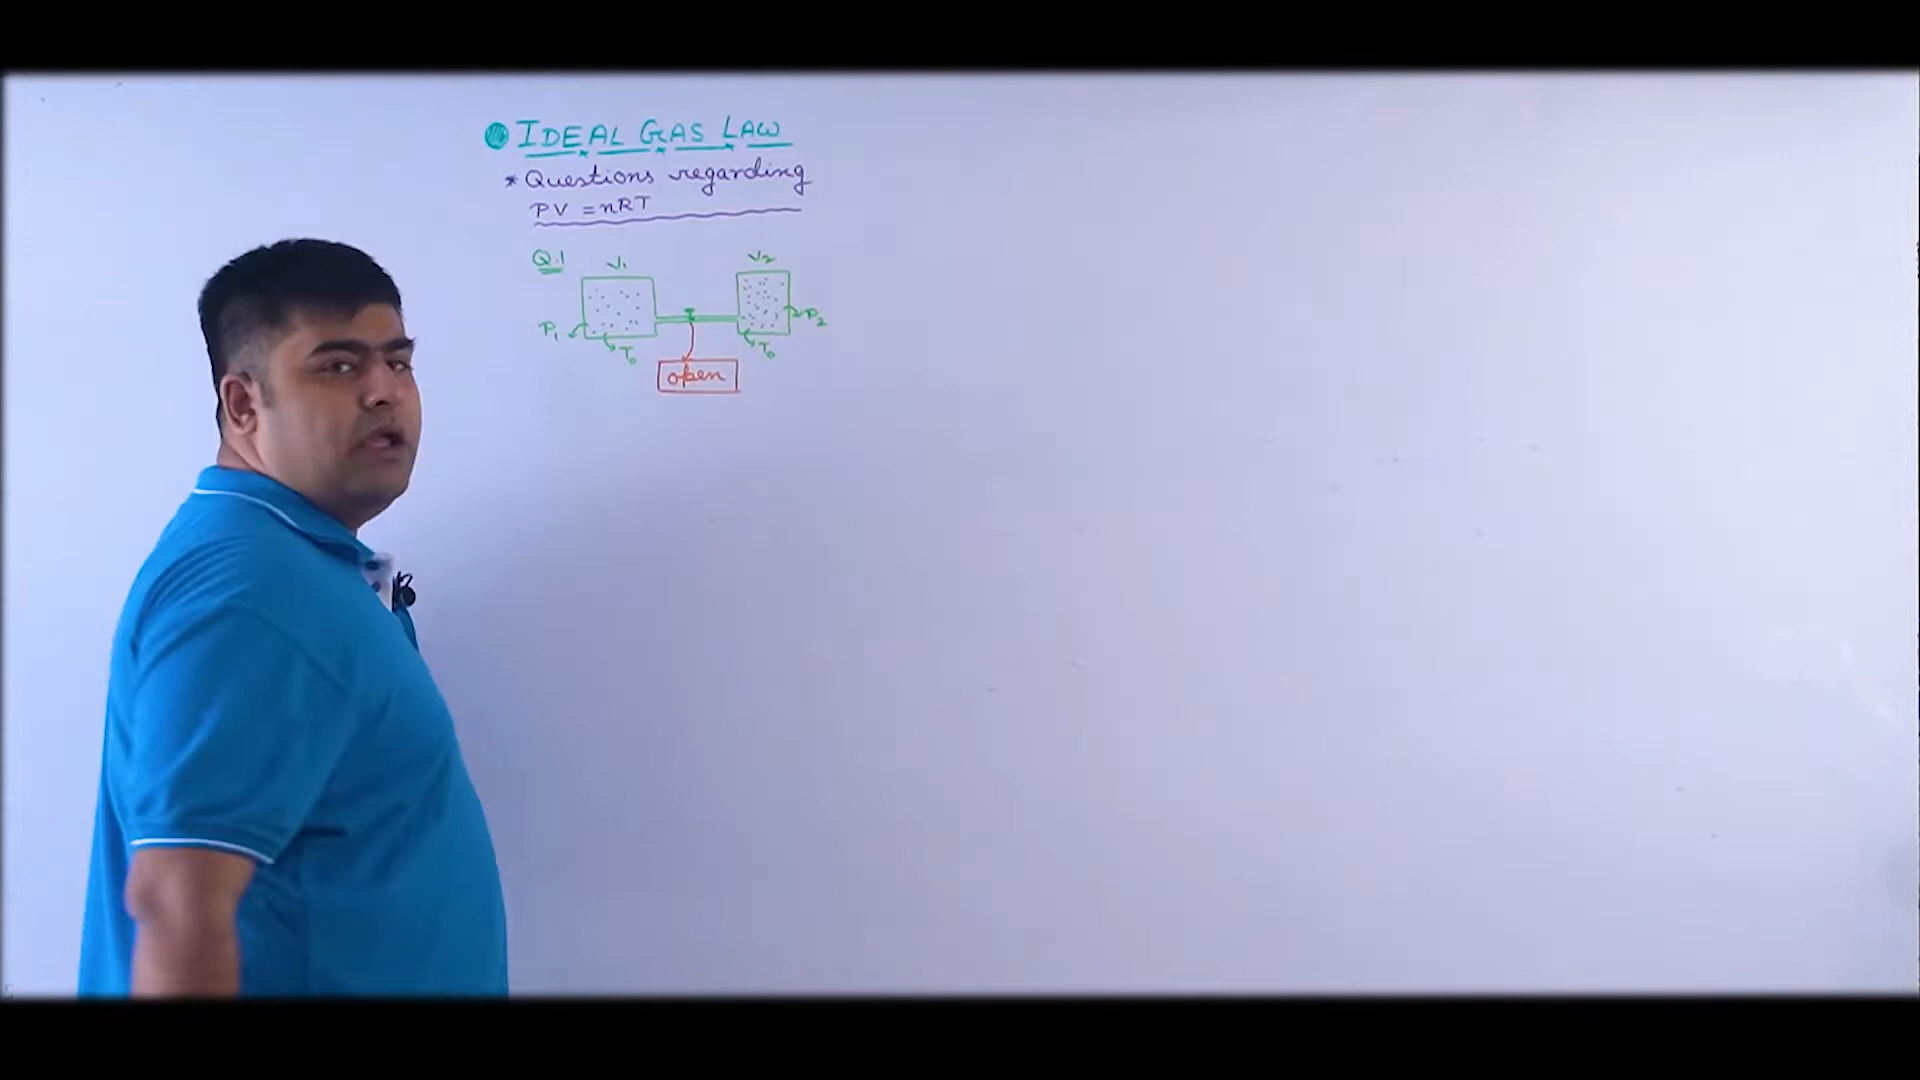 IDEAL GAS LAW
* Questions regarding
PV = nRT
Q.1
V₁
V₂
P₁
T₀
T₀
P₂
open